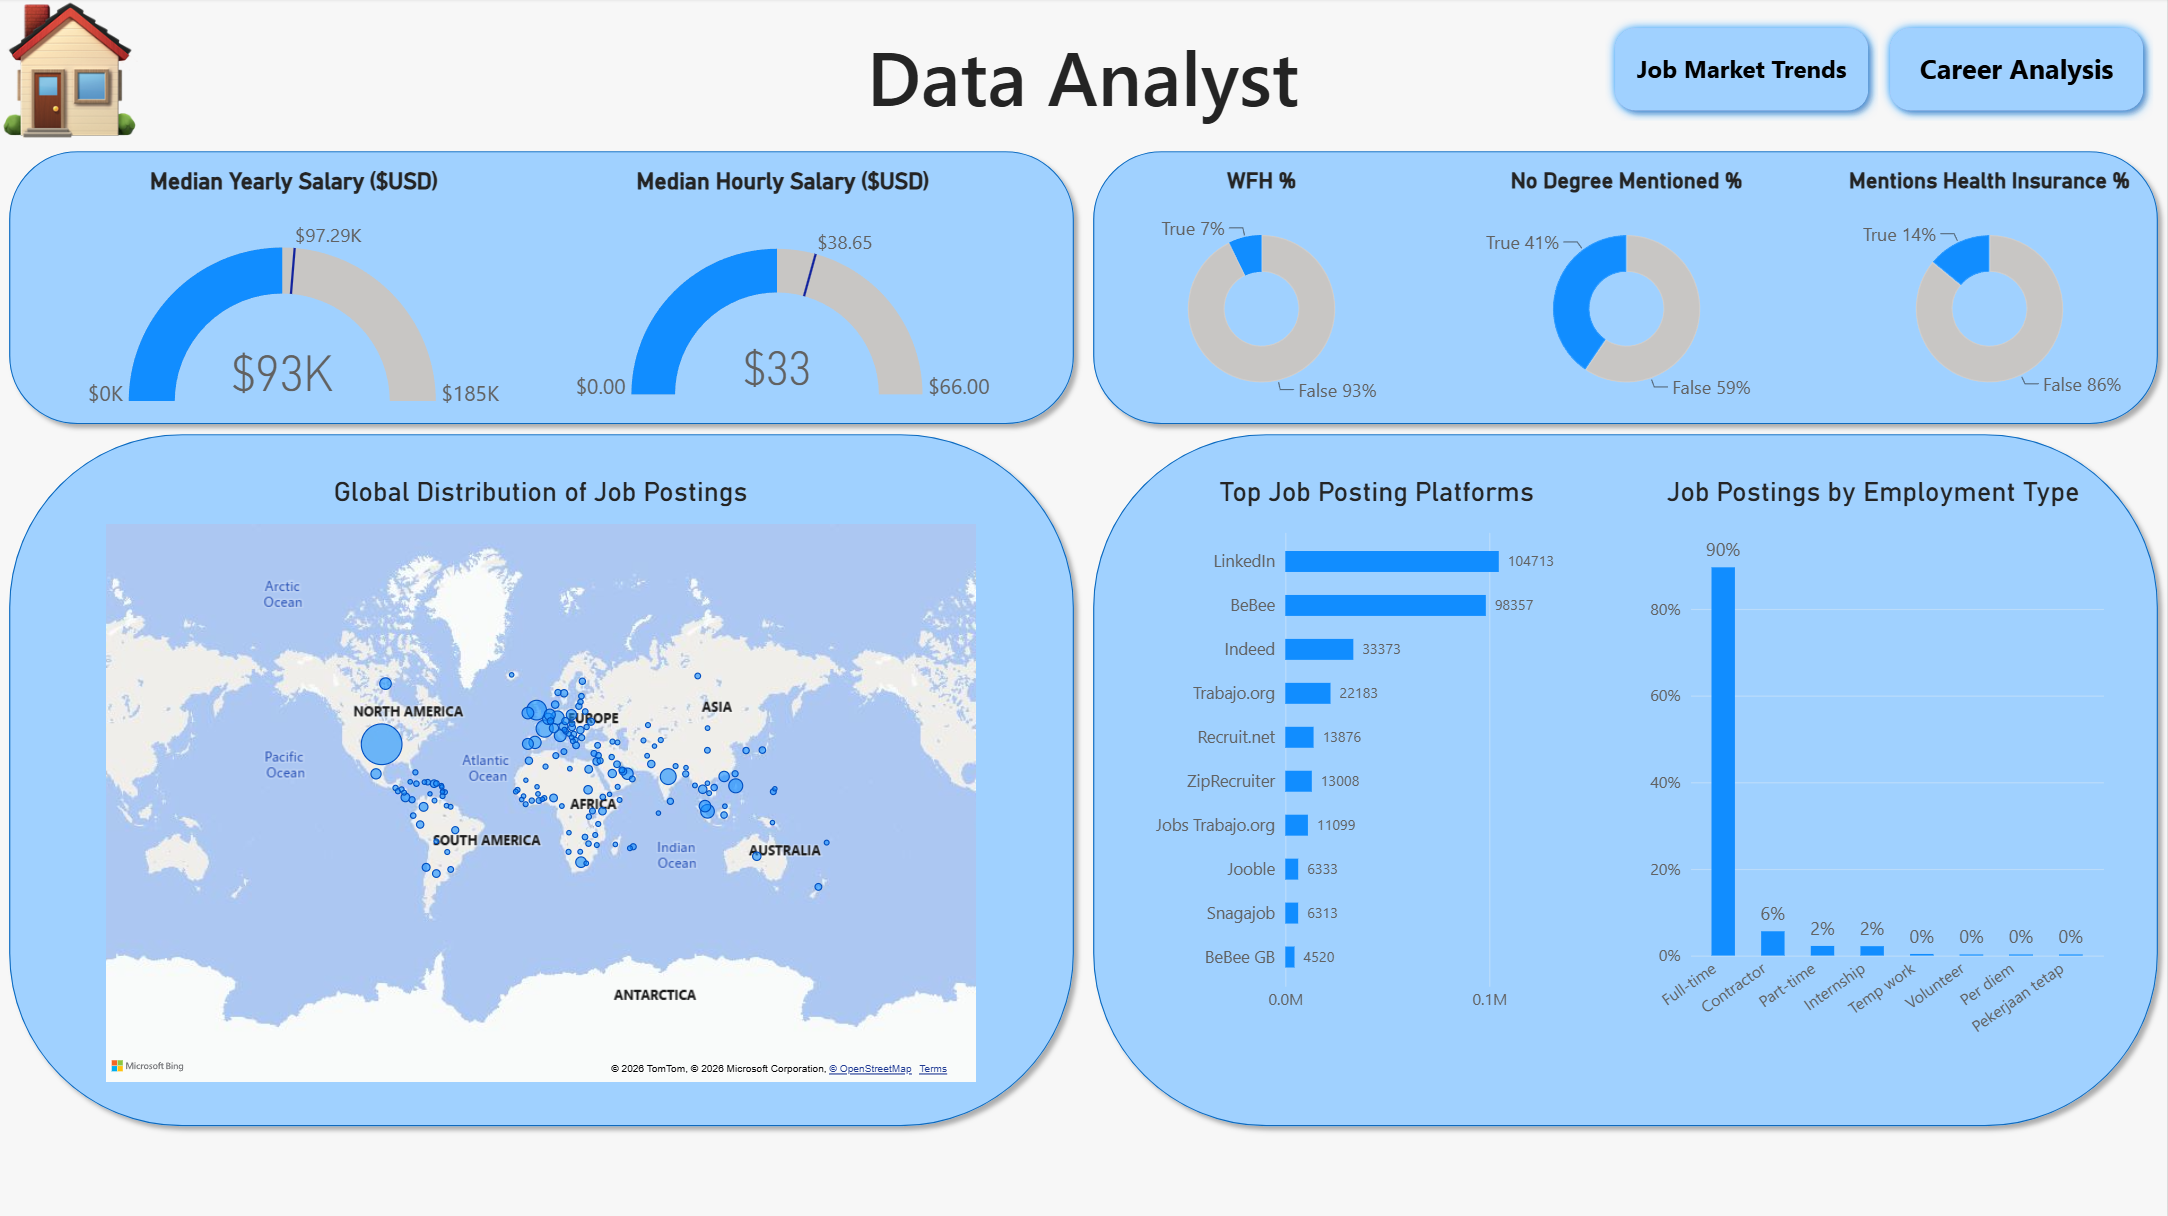 Data Analyst
Job Market Trends
Career Analysis
Median Yearly Salary ($USD)
$97.29K
$93K
$0K
$185K
Median Hourly Salary ($USD)
$38.65
$33
$0.00
$66.00
WFH %
True 7%
False 93%
No Degree Mentioned %
True 41%
False 59%
Mentions Health Insurance %
True 14%
False 86%
Global Distribution of Job Postings
Arctic
Ocean
NORTH AMERICA
EUROPE
ASIA
Pacific
Ocean
Atlantic
Ocean
AFRICA
SOUTH AMERICA
Indian
Ocean
AUSTRALIA
ANTARCTICA
Microsoft Bing
© 2026 TomTom, © 2026 Microsoft Corporation, © OpenStreetMap Terms
Top Job Posting Platforms
LinkedIn 104713
BeBee 98357
Indeed 33373
Trabajo.org 22183
Recruit.net 13876
ZipRecruiter 13008
Jobs Trabajo.org 11099
Jooble 6333
Snagajob 6313
BeBee GB 4520
0.0M 0.1M
Job Postings by Employment Type
90%
80%
60%
40%
20%
0%
6%
2%
2%
0%
0%
0%
0%
Full-time
Contractor
Part-time
Internship
Temp work
Volunteer
Per diem
Pekerjaan tetap